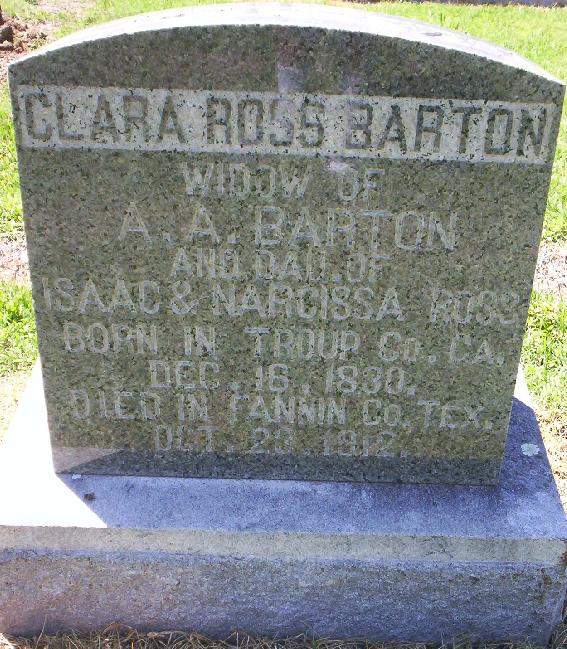 CLARA ROSS BARTON
WIDOW OF
A. A. BARTON
AND DAU. OF
ISAAC & NARCISSA ROSS
BORN IN TROUP CO. GA.
DEC. 16, 1830.
DIED IN FANNIN CO. TEX.
OCT. 23, 1912.